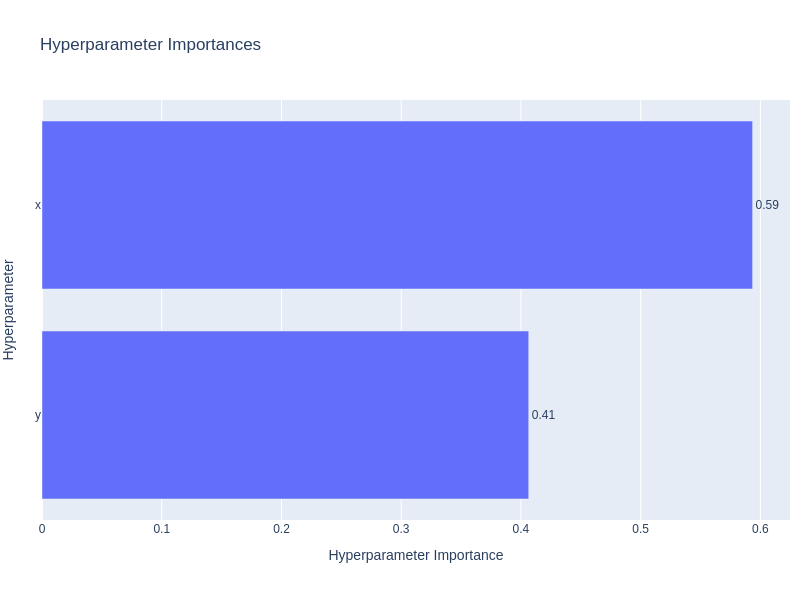 Hyperparameter Importances
Hyperparameter
x
0.59
y
0.41
0 0.1 0.2 0.3 0.4 0.5 0.6
Hyperparameter Importance